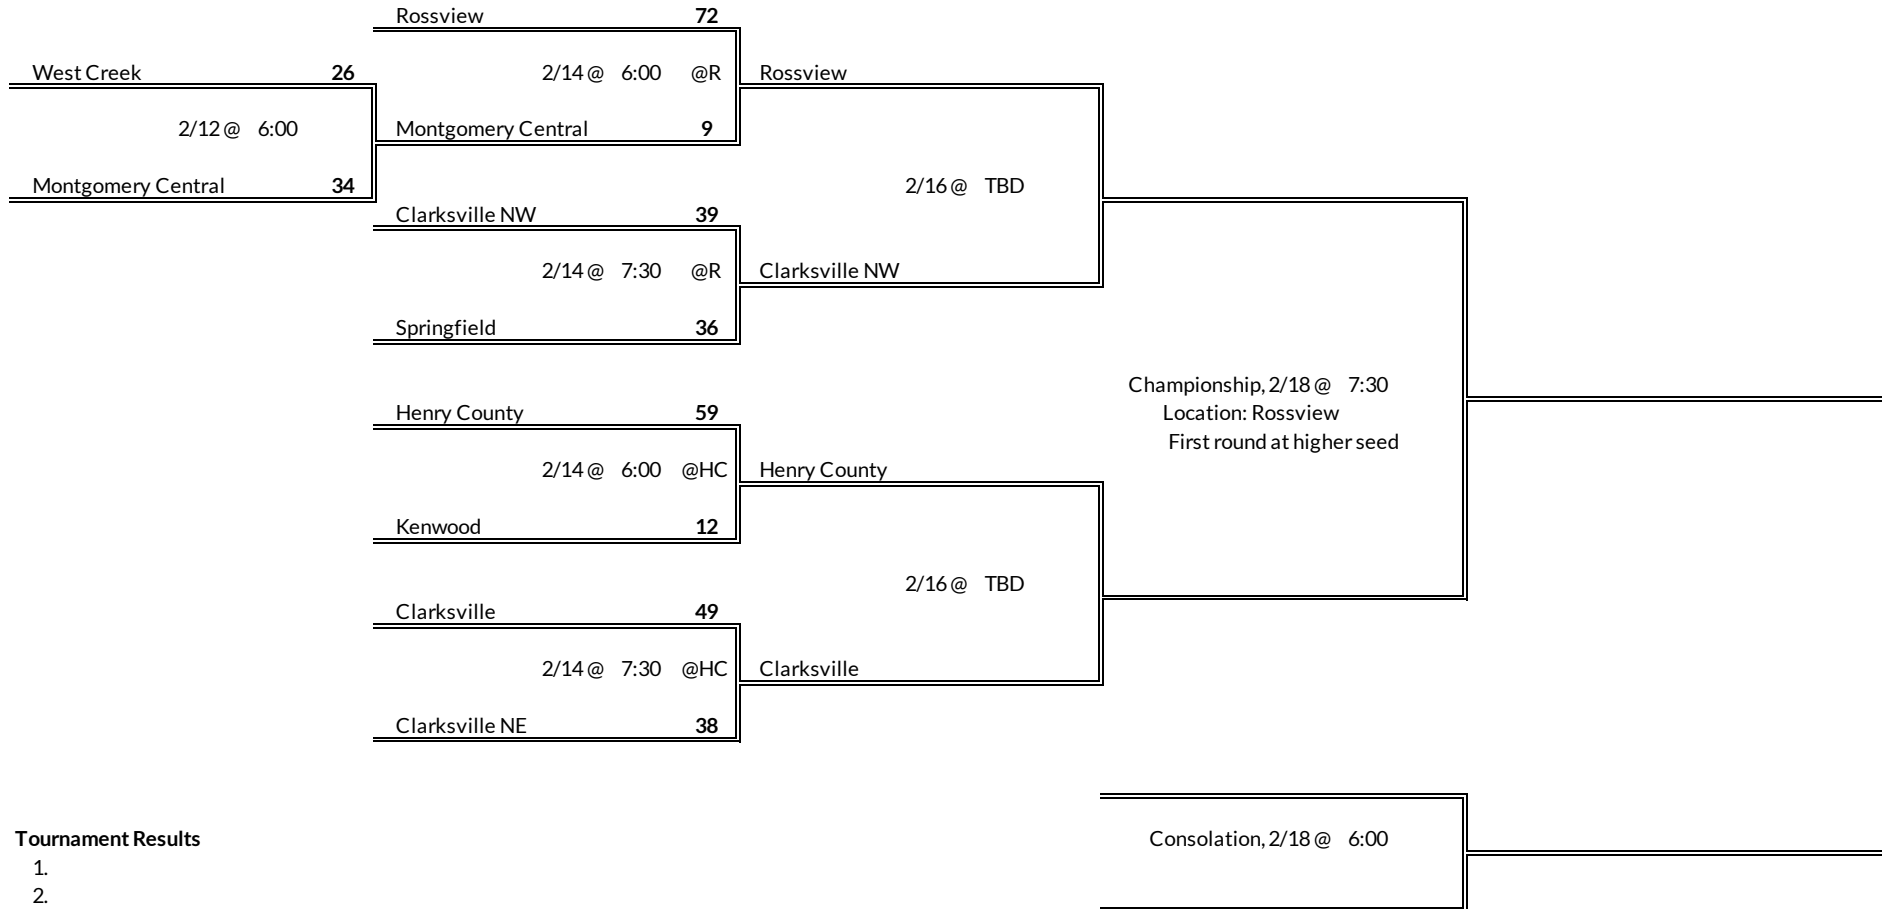 Rossview 72
West Creek 26 2/14 @ 6:00 @R Rossview
2/12 @ 6:00 Montgomery Central 9
Montgomery Central 34 2/16 @ TBD
Clarksville NW 39
2/14 @ 7:30 @R Clarksville NW
Springfield 36
Championship, 2/18 @ 7:30
Henry County 59 Location: Rossview
First round at higher seed
2/14 @ 6:00 @HC Henry County
Kenwood 12
2/16 @ TBD
Clarksville 49
2/14 @ 7:30 @HC Clarksville
Clarksville NE 38
Tournament Results Consolation, 2/18 @ 6:00
1.
2.